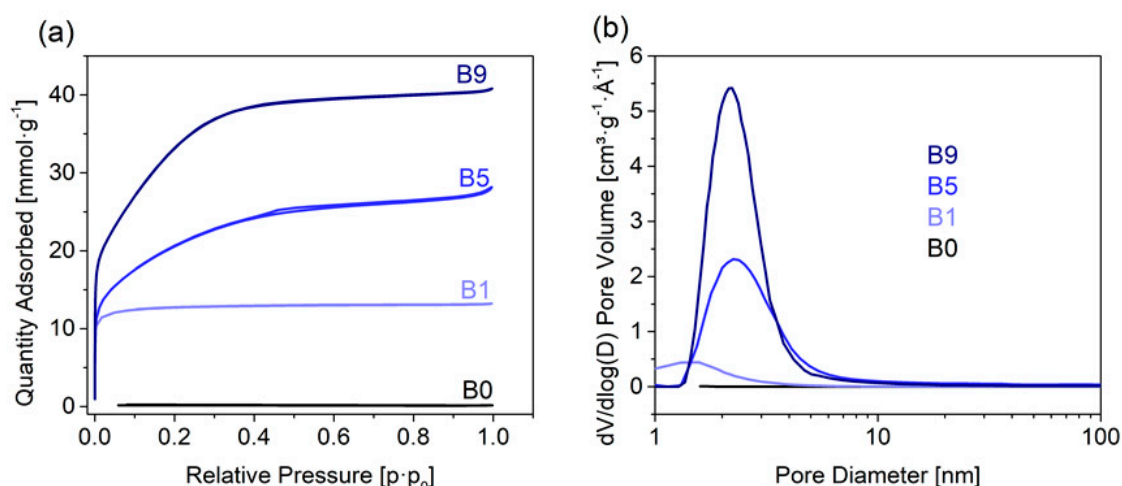 (a)
Quantity Adsorbed [mmol·g⁻¹]
40
30
20
10
0
B9
B5
B1
B0
0.0 0.2 0.4 0.6 0.8 1.0
Relative Pressure [p·p₀]
(b)
dV/dlog(D) Pore Volume [cm³·g⁻¹·Å⁻¹]
6
5
4
3
2
1
0
B9
B5
B1
B0
1 10 100
Pore Diameter [nm]